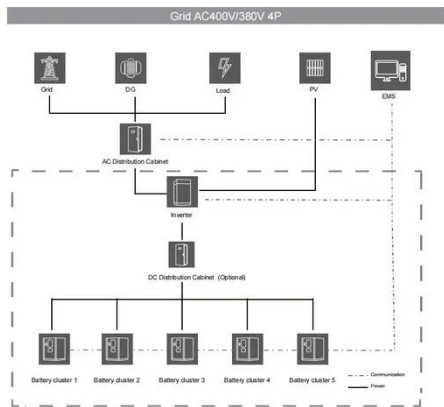 Grid AC400V/380V 4P
Grid
DG
Load
PV
EMS
AC Distribution Cabinet
Inverter
DC Distribution Cabinet (Optional)
Battery cluster 1
Battery cluster 2
Battery cluster 3
Battery cluster 4
Battery cluster 5
Communication
Power